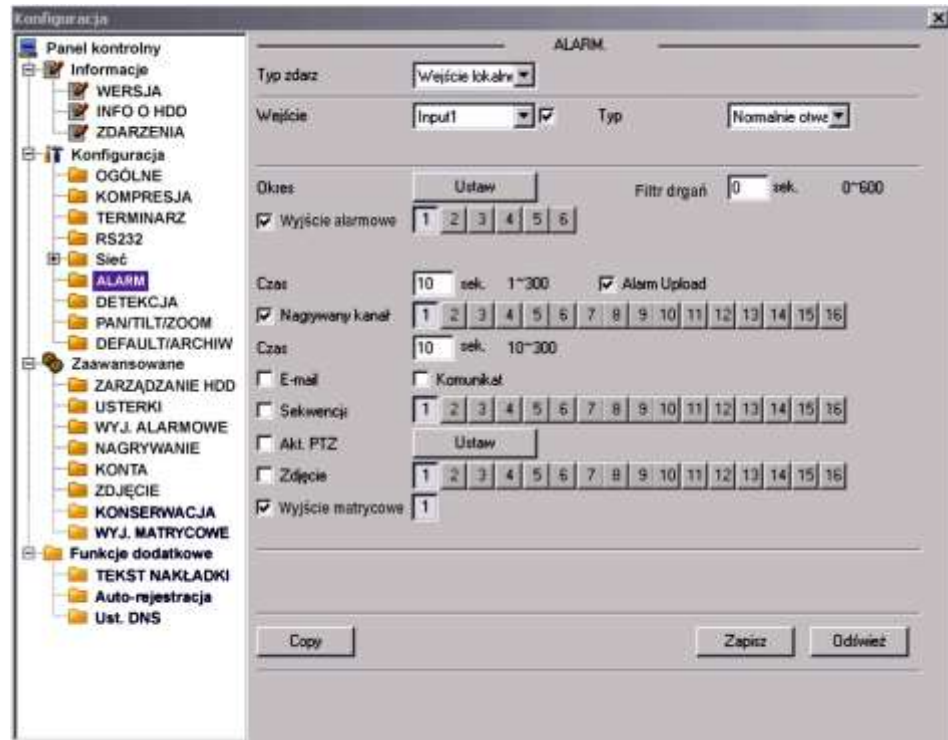 Konfiguracja
Panel kontrolny
Informacje
WERSJA
INFO O HDD
ZDARZENIA
Konfiguracja
OGÓLNE
KOMPRESJA
TERMINARZ
RS232
Sieć
ALARM
DETEKCJA
PAN/TILT/ZOOM
DEFAULT/ARCHIW
Zaawansowane
ZARZĄDZANIE HDD
USTERKI
WYJ. ALARMOWE
NAGRYWANIE
KONTA
ZDJĘCIE
KONSERWACJA
WYJ. MATRYCOWE
Funkcje dodatkowe
TEKST NAKŁADKI
Auto-rejestracja
Ust. DNS
ALARM.
Typ zdarz Wejście lokalne
Wejście Input1 Typ Normalnie otwa
Okres Ustaw Filtr drgań 0 sek. 0~600
Wyjście alarmowe 1 2 3 4 5 6
Czas 10 sek. 1~300 Alarm Upload
Nagrywany kanał 1 2 3 4 5 6 7 8 9 10 11 12 13 14 15 16
Czas 10 sek. 10~300
E-mail Komunikat
Sekwencji 1 2 3 4 5 6 7 8 9 10 11 12 13 14 15 16
Akt. PTZ Ustaw
Zdjęcie 1 2 3 4 5 6 7 8 9 10 11 12 13 14 15 16
Wyjście matrycowe 1
Copy Zapisz Odśwież